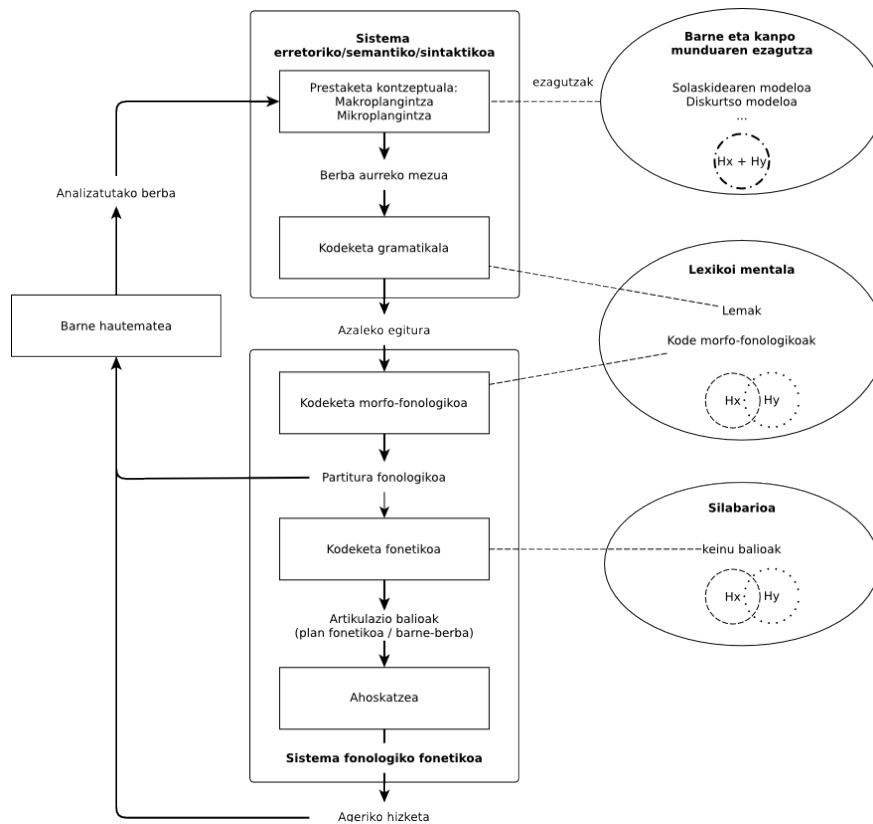 Sistema
erretoriko/semantiko/sintaktikoa
Prestaketa kontzeptuala:
Makroplangintza
Mikroplangintza
Berba aurreko mezua
Kodeketa gramatikala
Azaleko egitura
Kodeketa morfo-fonologikoa
Partitura fonologikoa
Kodeketa fonetikoa
Artikulazio balioak
(plan fonetikoa / barne-berba)
Ahoskatzea
Sistema fonologiko fonetikoa
Ageriko hizketa
Analizatutako berba
Barne hautematea
ezagutzak
Barne eta kanpo
munduaren ezagutza
Solaskidearen modeloa
Diskurtso modeloa
...
Hx + Hy
Lexikoi mentala
Lemak
Kode morfo-fonologikoak
Hx Hy
Silabarioa
keinu balioak
Hx Hy